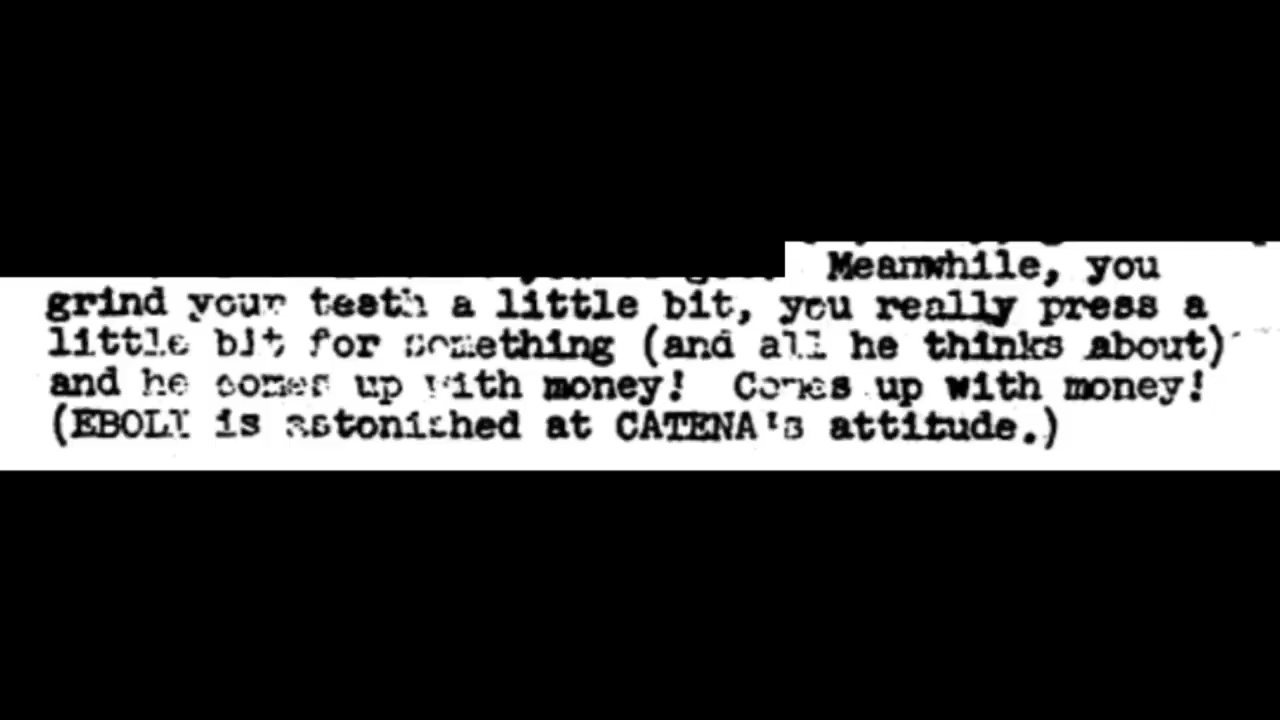 Meanwhile, you
grind your teeth a little bit, you really press a
little bit for something (and all he thinks about)
and he comes up with money! Comes up with money!
(EBOLI is astonished at CATENA's attitude.)